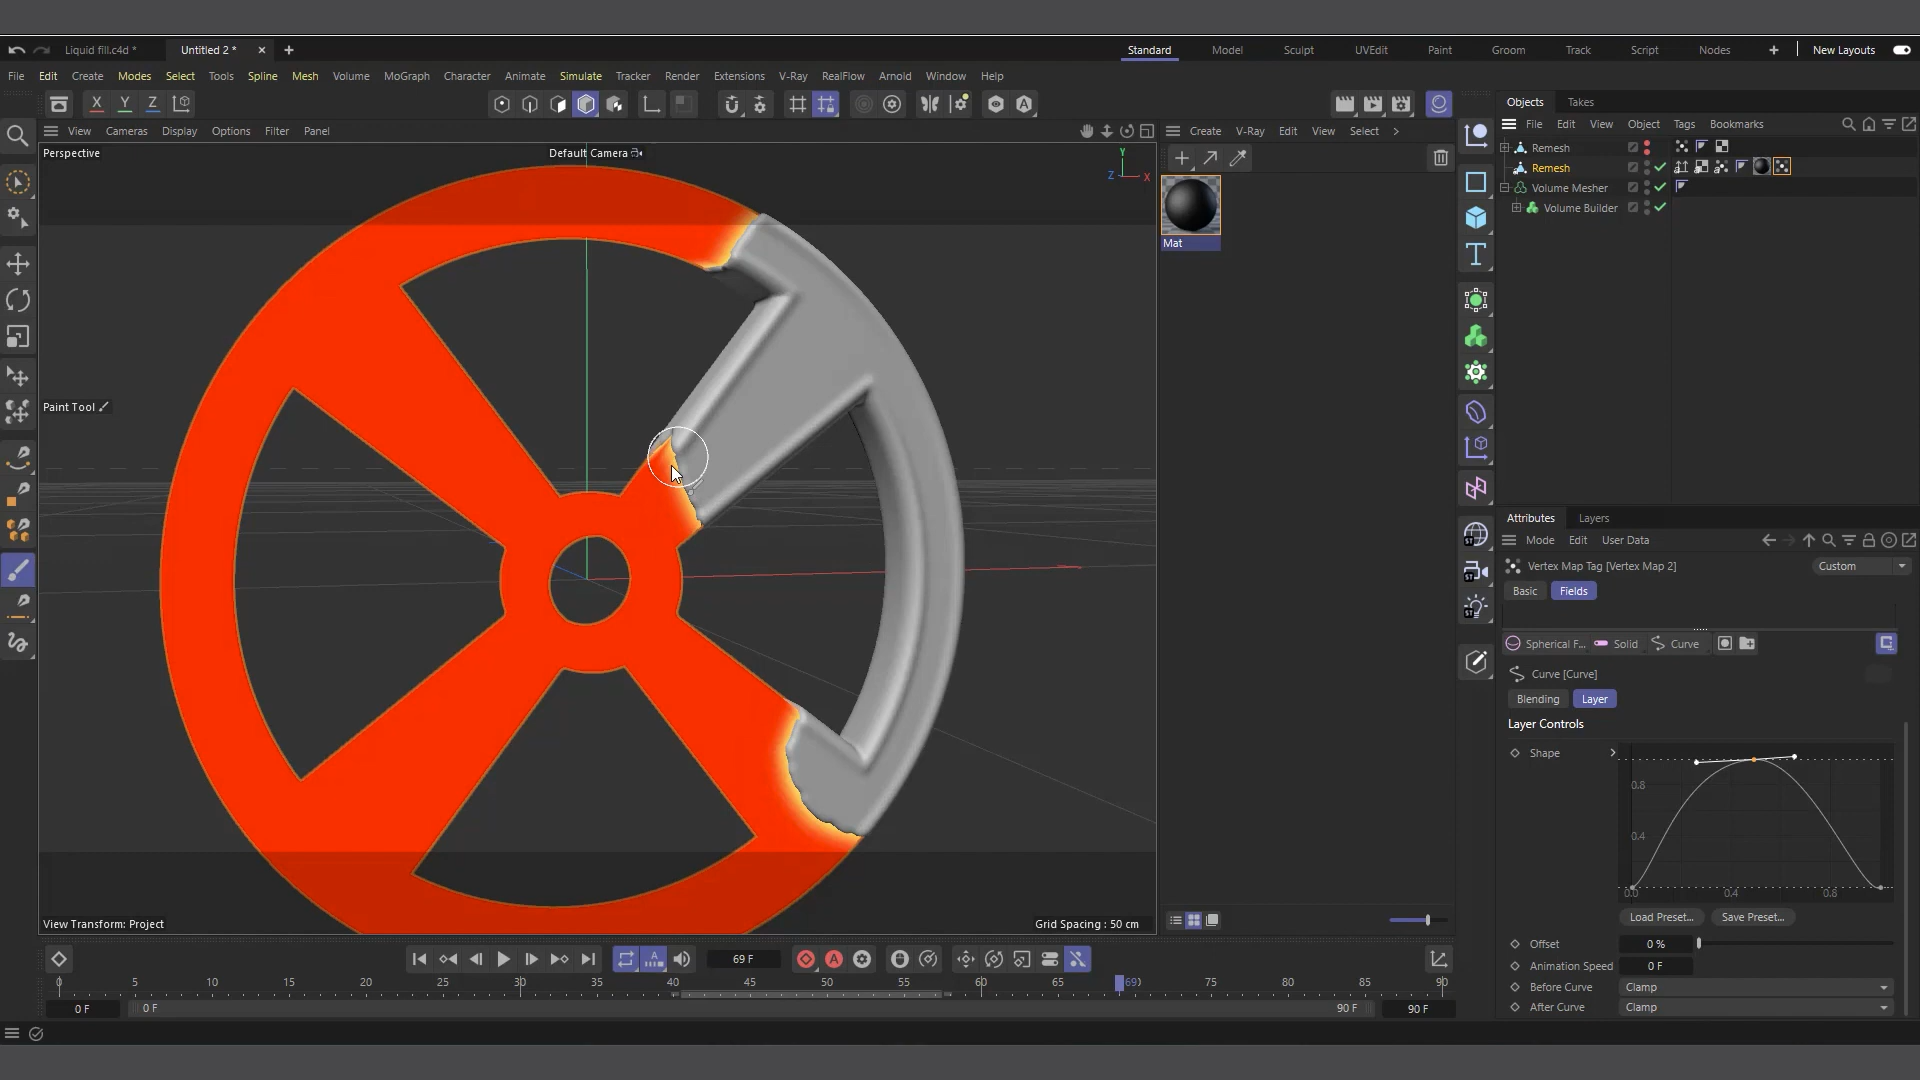 Liquid fill.c4d *
Untitled 2 *
Standard
Model
Sculpt
UVEdit
Paint
Groom
Track
Script
Nodes
New Layouts
File Edit Create Modes Select Tools Spline Mesh Volume MoGraph Character Animate Simulate Tracker Render Extensions V-Ray RealFlow Arnold Window Help
X Y Z
View Cameras Display Options Filter Panel
Create V-Ray Edit View Select
Objects Takes
File Edit View Object Tags Bookmarks
Perspective
Default Camera
Y
Z X
Remesh
Remesh
Volume Mesher
Volume Builder
Mat
Paint Tool
Attributes Layers
Mode Edit User Data
Vertex Map Tag [Vertex Map 2]
Custom
Basic Fields
Spherical F... Solid Curve
Curve [Curve]
Blending Layer
Layer Controls
Shape
0.8
0.4
0.0 0.4 0.8
Load Preset... Save Preset...
Offset 0 %
Animation Speed 0 F
Before Curve Clamp
After Curve Clamp
View Transform: Project
Grid Spacing : 50 cm
69 F
0 5 10 15 20 25 30 35 40 45 50 55 60 65 69 75 80 85 90
0 F 0 F 90 F 90 F